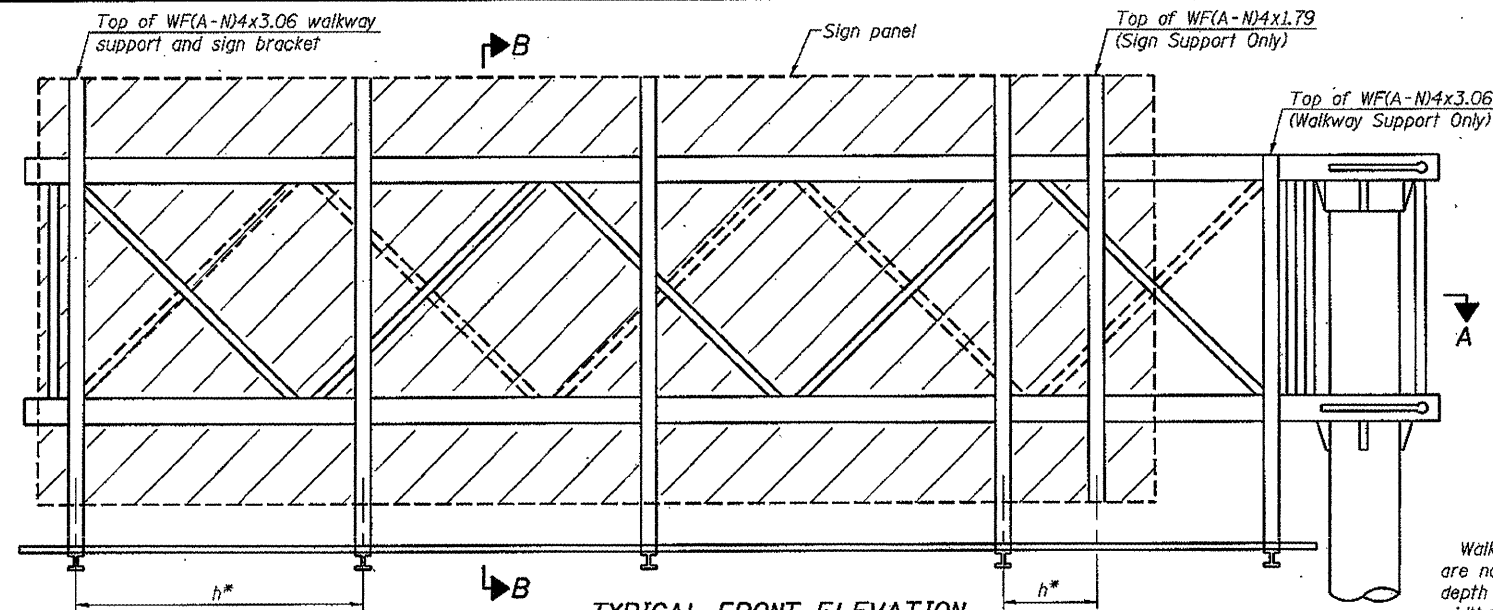 Top of WF(A-N)4x3.06 walkway
support and sign bracket
B
Sign panel
Top of WF(A-N)4x1.79
(Sign Support Only)
Top of WF(A-N)4x3.06
(Walkway Support Only)
A
h*
B
h*
TYPICAL FRONT ELEVATION
are no
depth